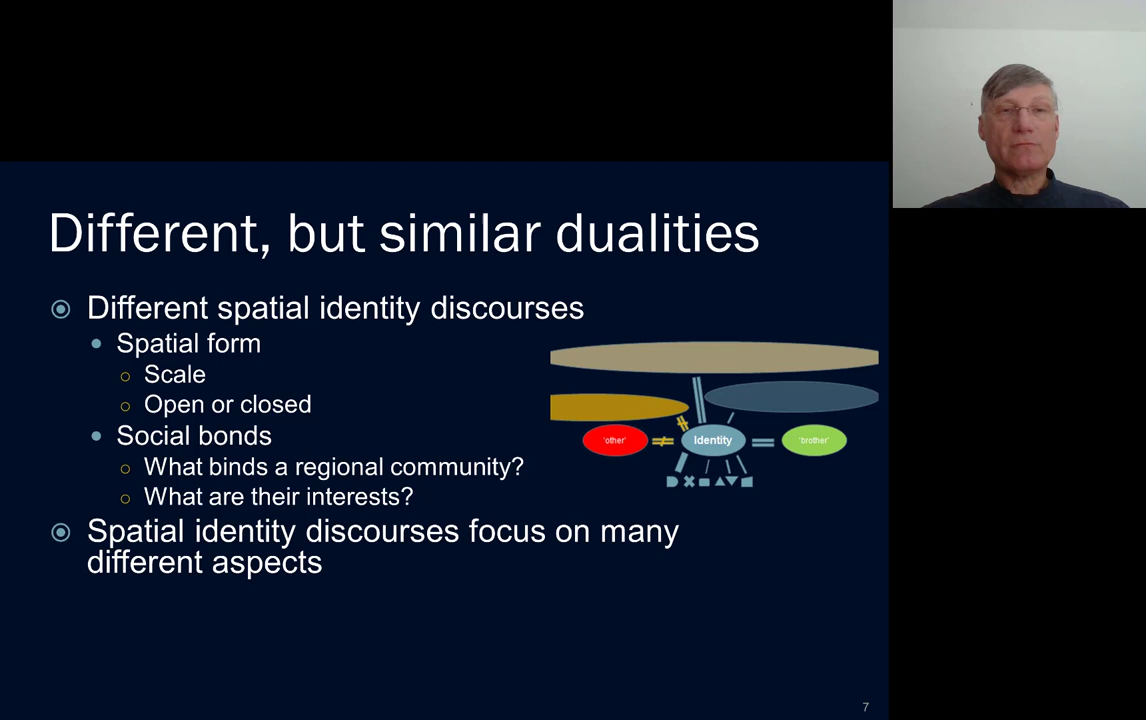 Different, but similar dualities
Different spatial identity discourses
Spatial form
Scale
Open or closed
Social bonds
What binds a regional community?
What are their interests?
Spatial identity discourses focus on many
different aspects
'other'
Identity
'brother'
7